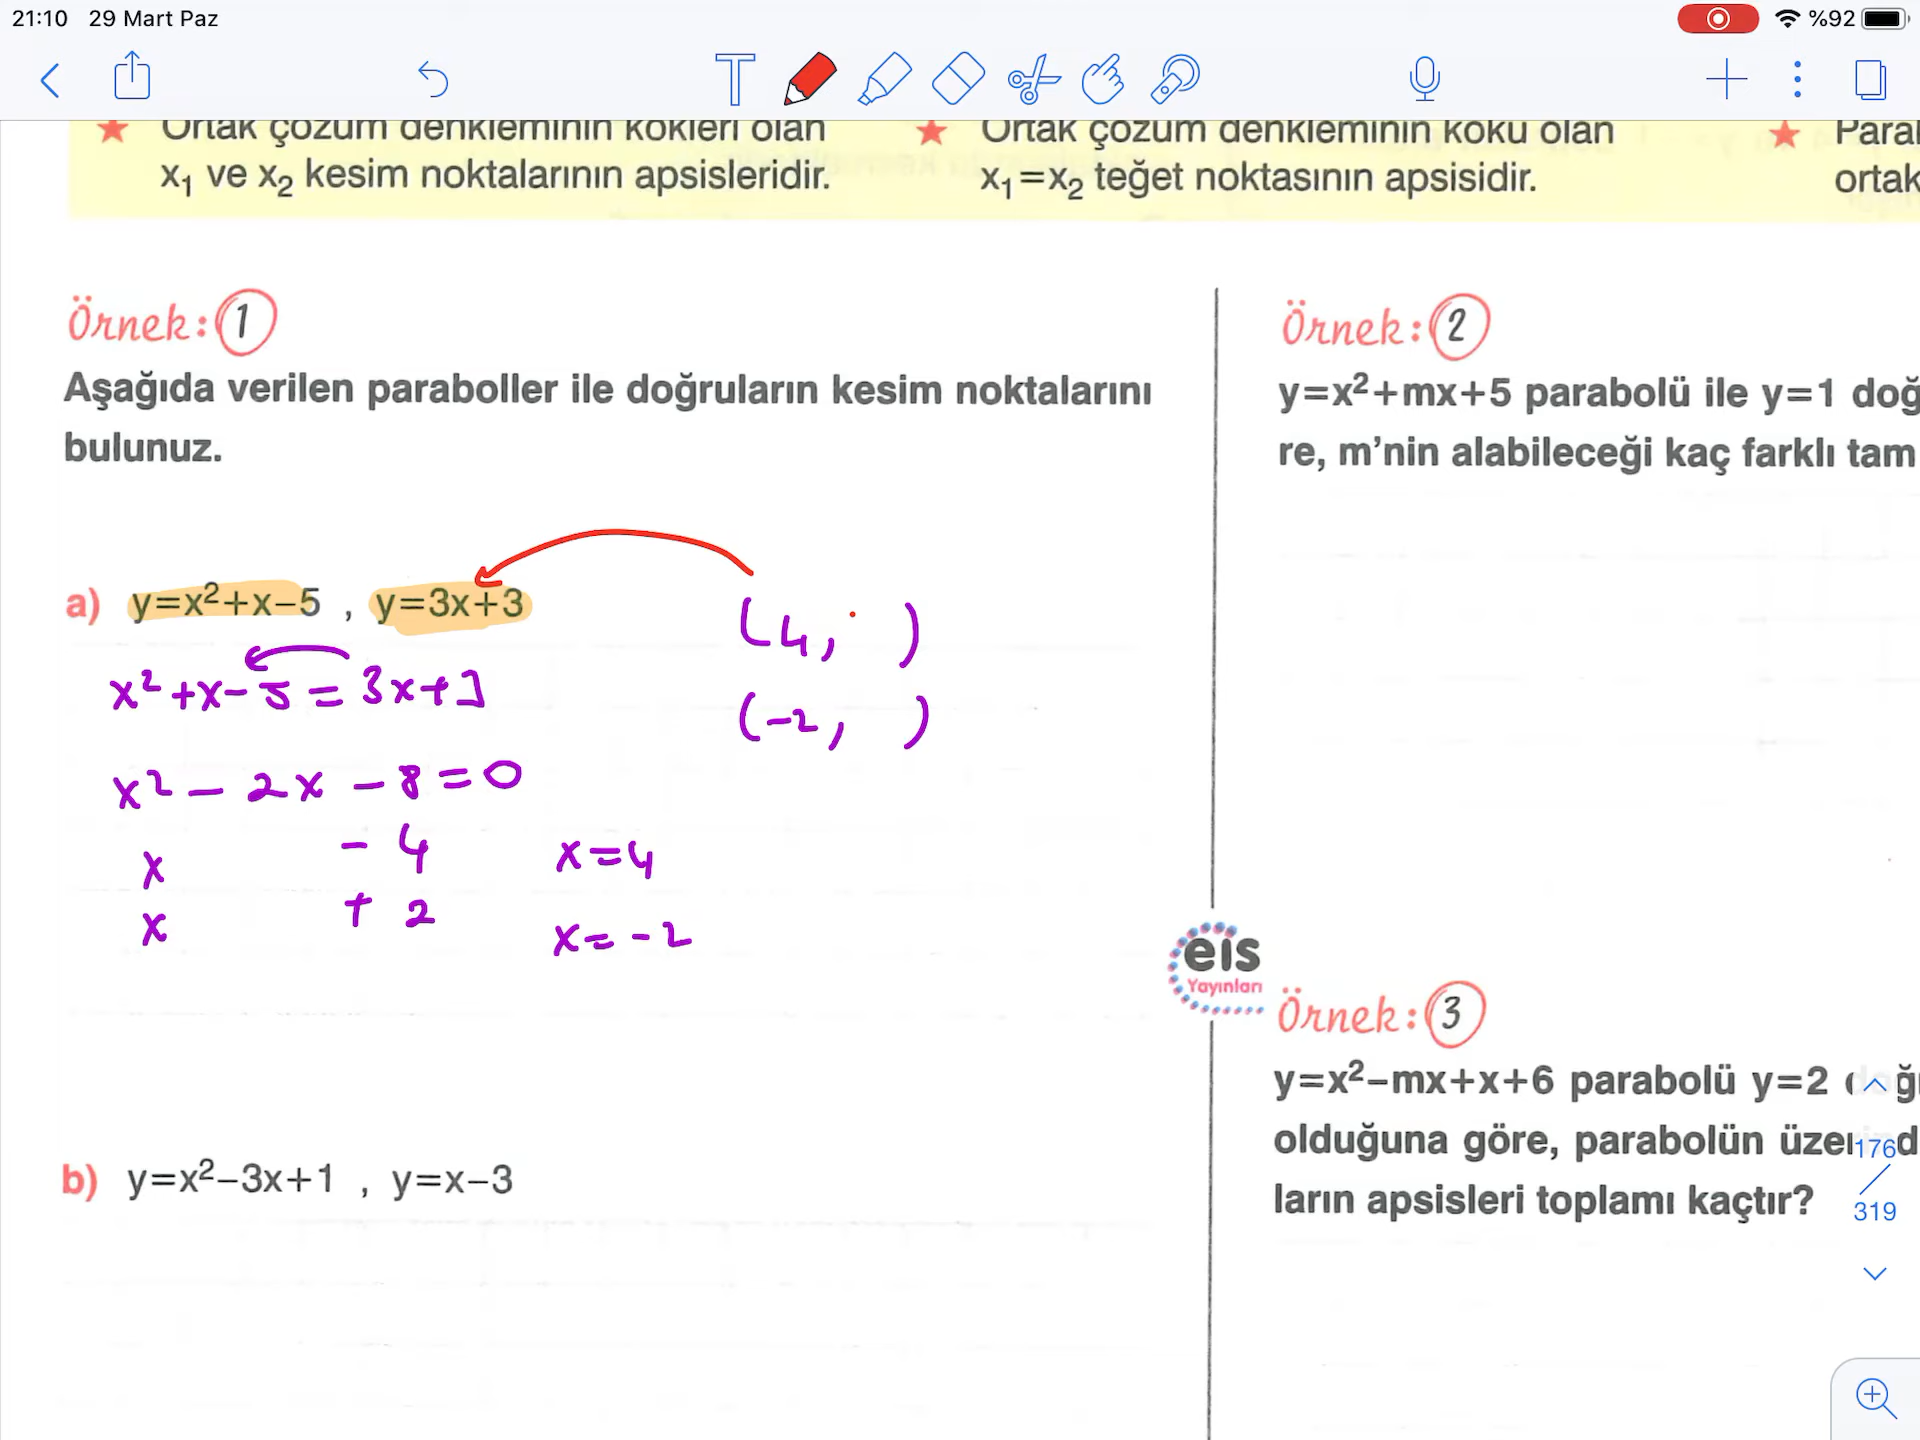 21:10 29 Mart Paz %92
★ Ortak çözüm denkleminin kökleri olan
x₁ ve x₂ kesim noktalarının apsisleridir.
★ Ortak çözüm denkleminin kökü olan
x₁=x₂ teğet noktasının apsisidir.
★ Para
ortak
Örnek: 1
Aşağıda verilen paraboller ile doğruların kesim noktalarını
bulunuz.
a) y=x²+x−5 , y=3x+3
x²+x−5=3x+3
x²−2x−8=0
x −4
x +2
x=4
x=−2
(4, )
(−2, )
b) y=x²−3x+1 , y=x−3
Örnek: 2
y=x²+mx+5 parabolü ile y=1 doğ
re, m'nin alabileceği kaç farklı tam
eis
Yayınları
Örnek: 3
y=x²−mx+x+6 parabolü y=2
olduğuna göre, parabolün
ların apsisleri toplamı kaçtır?
176
319